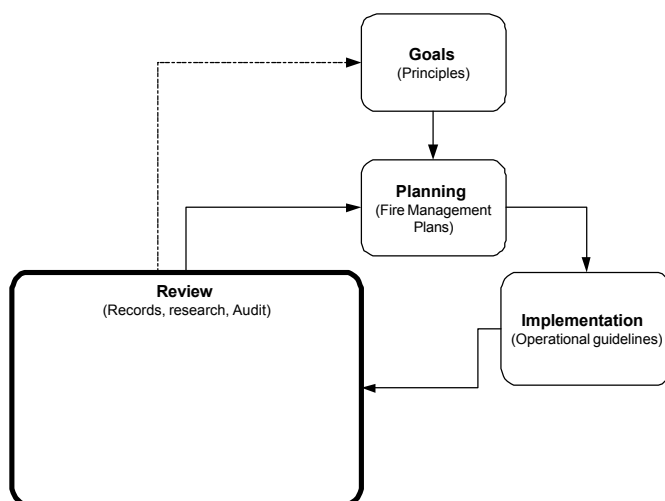 Goals
(Principles)
Planning
(Fire Management
Plans)
Review
(Records, research, Audit)
Implementation
(Operational guidelines)